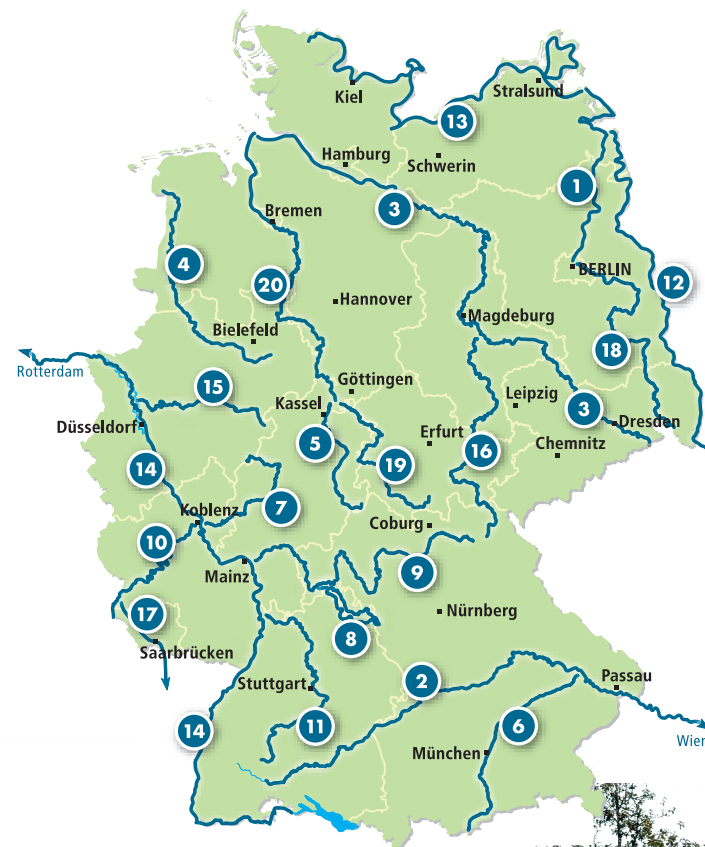 Kiel
Stralsund
13
Hamburg
Schwerin
1
3
Bremen
4
BERLIN
12
20
Hannover
Magdeburg
Bielefeld
18
Rotterdam
15
Göttingen
Leipzig
Kassel
3
Düsseldorf
Dresden
5
Erfurt
16
Chemnitz
14
19
7
Koblenz
Coburg
10
Mainz
9
17
Nürnberg
8
Saarbrücken
Stuttgart
2
Passau
14
11
6
Wien
München